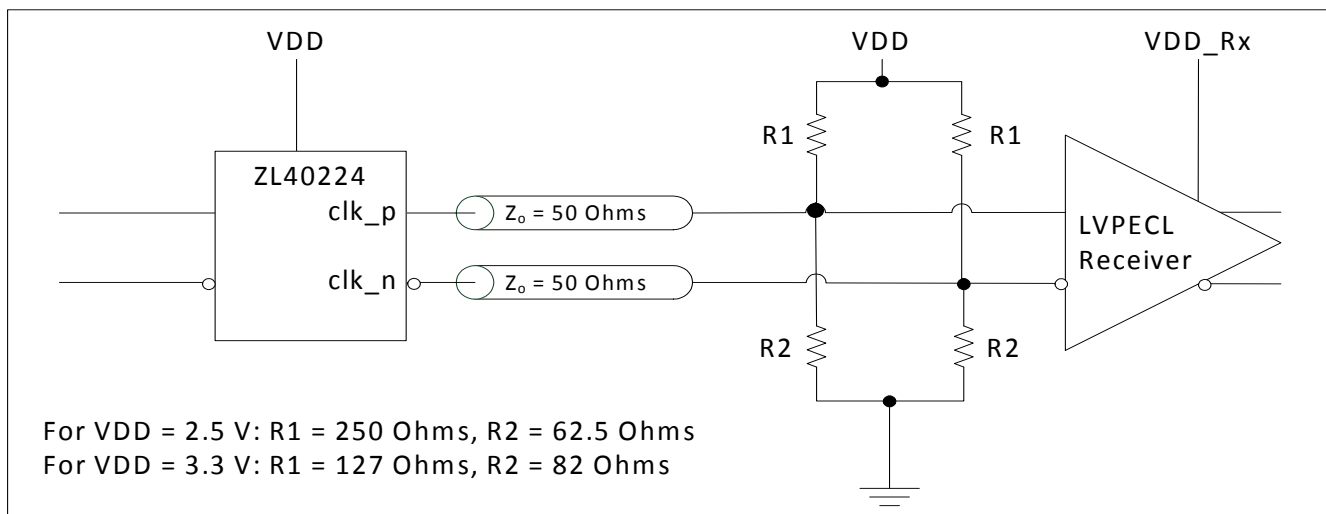 VDD
VDD
VDD_Rx
ZL40224
R1
R1
clk_p
Zo = 50 Ohms
LVPECL
Receiver
clk_n
Zo = 50 Ohms
R2
R2
For VDD = 2.5 V: R1 = 250 Ohms, R2 = 62.5 Ohms
For VDD = 3.3 V: R1 = 127 Ohms, R2 = 82 Ohms